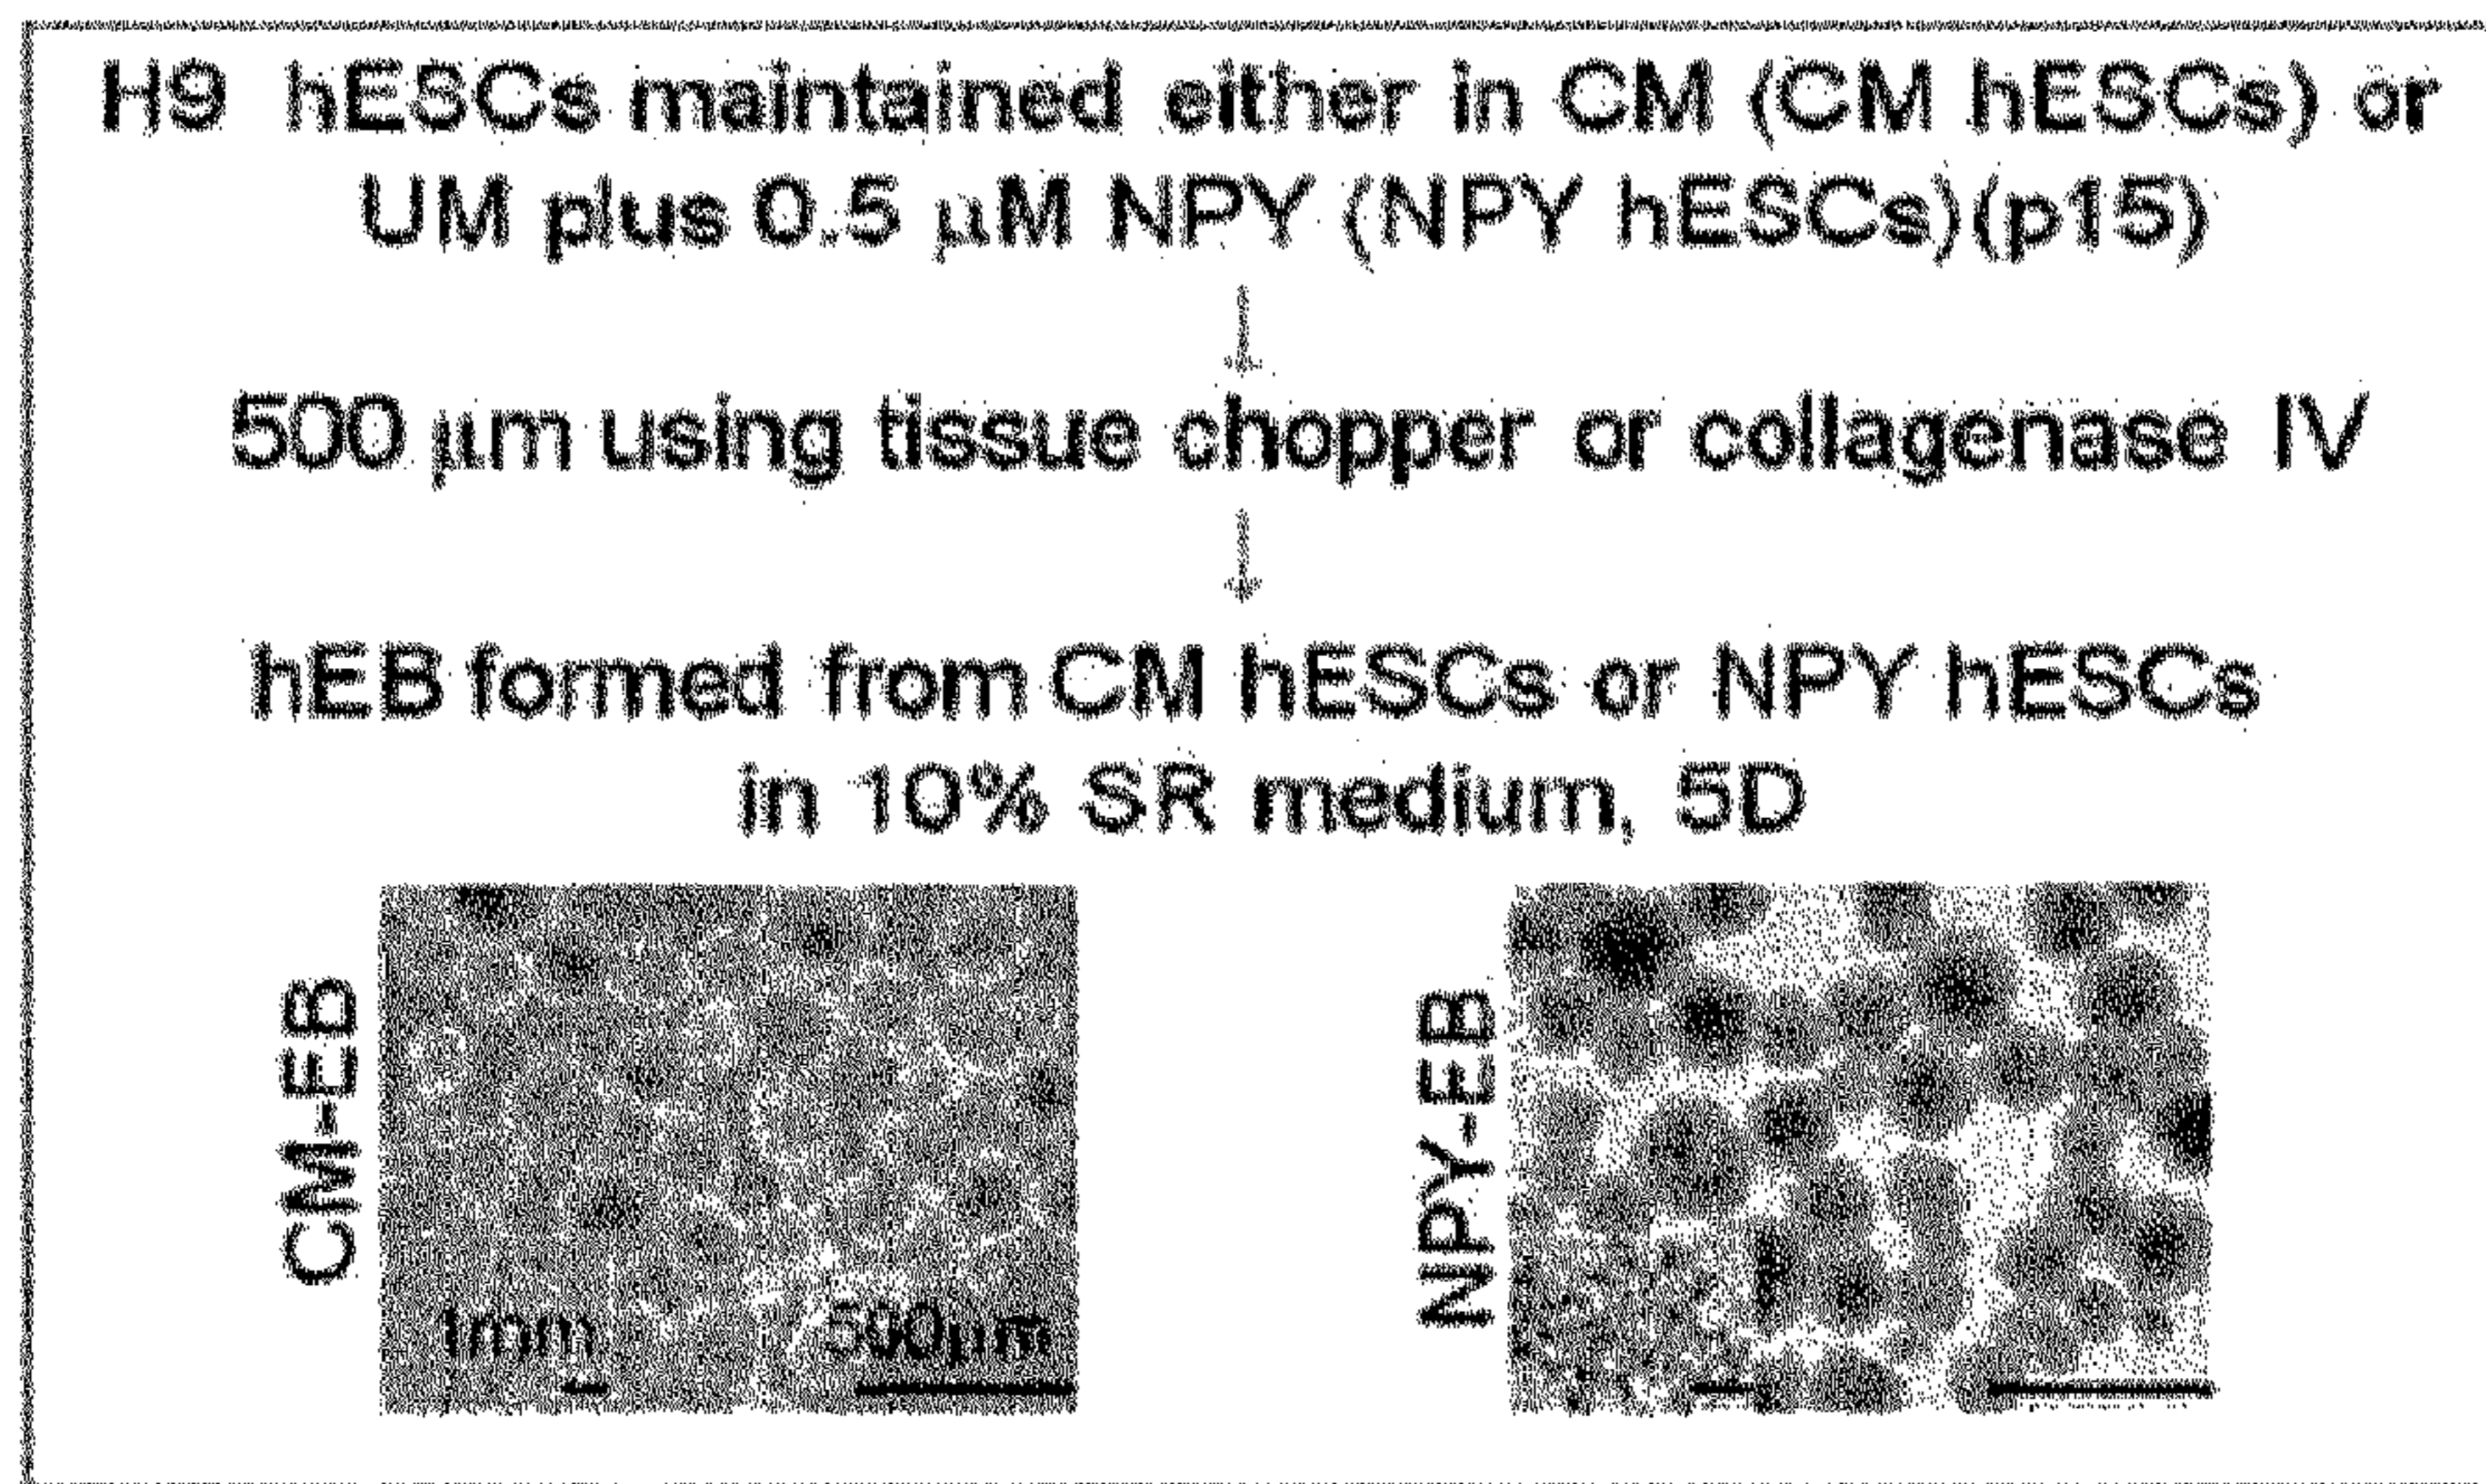 H9 hESCs maintained either in CM (CM hESCs) or
UM plus 0.5 μM NPY (NPY hESCs)(p15)
500 μm using tissue chopper or collagenase IV
hEB formed from CM hESCs or NPY hESCs
in 10% SR medium, 5D
CM-EB
1mm
500μm
NPY-EB